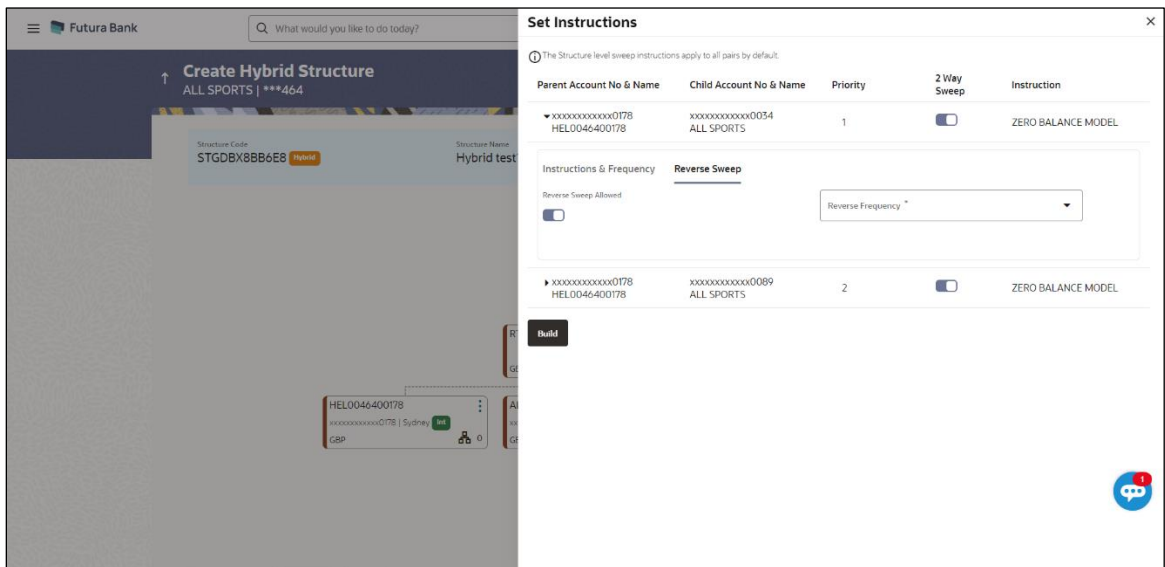 Futura Bank
What would you like to do today?
Create Hybrid Structure
ALL SPORTS | ***464
Structure Code
STGDBX8BB6E8 Hybrid
Structure Name
Hybrid test
HEL0046400178
xxxxxxxxxxxx0178 | Sydney Int
GBP
0
Set Instructions
The Structure level sweep instructions apply to all pairs by default.
Parent Account No & Name Child Account No & Name Priority 2 Way Sweep Instruction
xxxxxxxxxxxx0178 xxxxxxxxxxxx0034 1 ZERO BALANCE MODEL
HEL0046400178 ALL SPORTS
Instructions & Frequency Reverse Sweep
Reverse Sweep Allowed
Reverse Frequency *
xxxxxxxxxxxx0178 xxxxxxxxxxxx0089 2 ZERO BALANCE MODEL
HEL0046400178 ALL SPORTS
Build
1